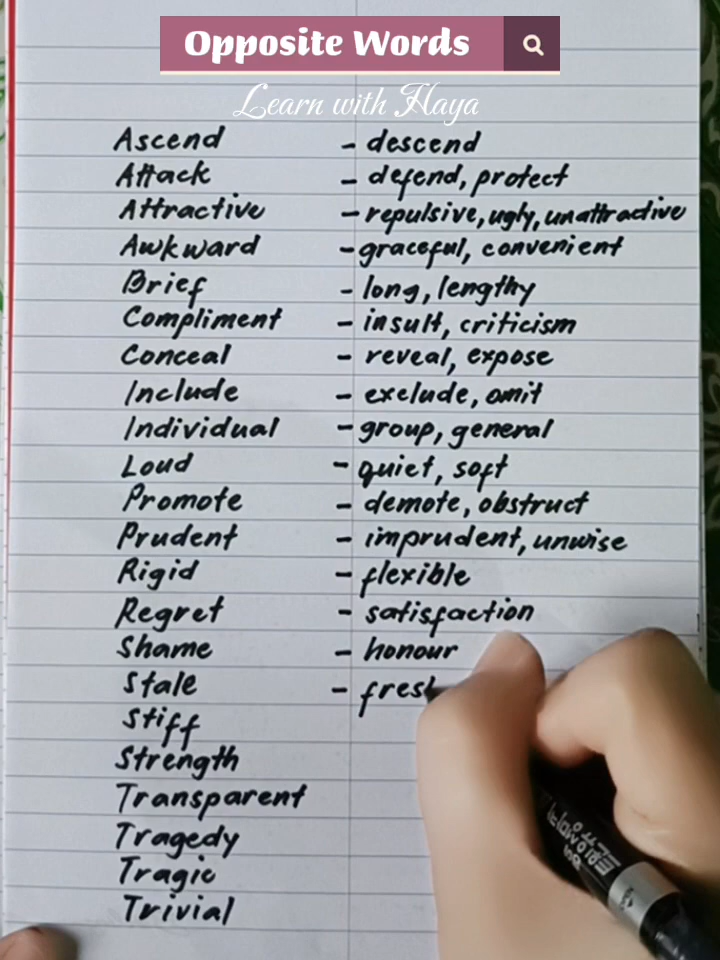 Opposite Words
Learn with Haya
Ascend - descend
Attack - defend, protect
Attractive - repulsive, ugly, unattractive
Awkward - graceful, convenient
Brief - long, lengthy
Compliment - insult, criticism
Conceal - reveal, expose
Include - exclude, omit
Individual - group, general
Loud - quiet, soft
Promote - demote, obstruct
Prudent - imprudent, unwise
Rigid - flexible
Regret - satisfaction
Shame - honour
Stale - fresh
Stiff
Strength
Transparent
Tragedy
Tragic
Trivial